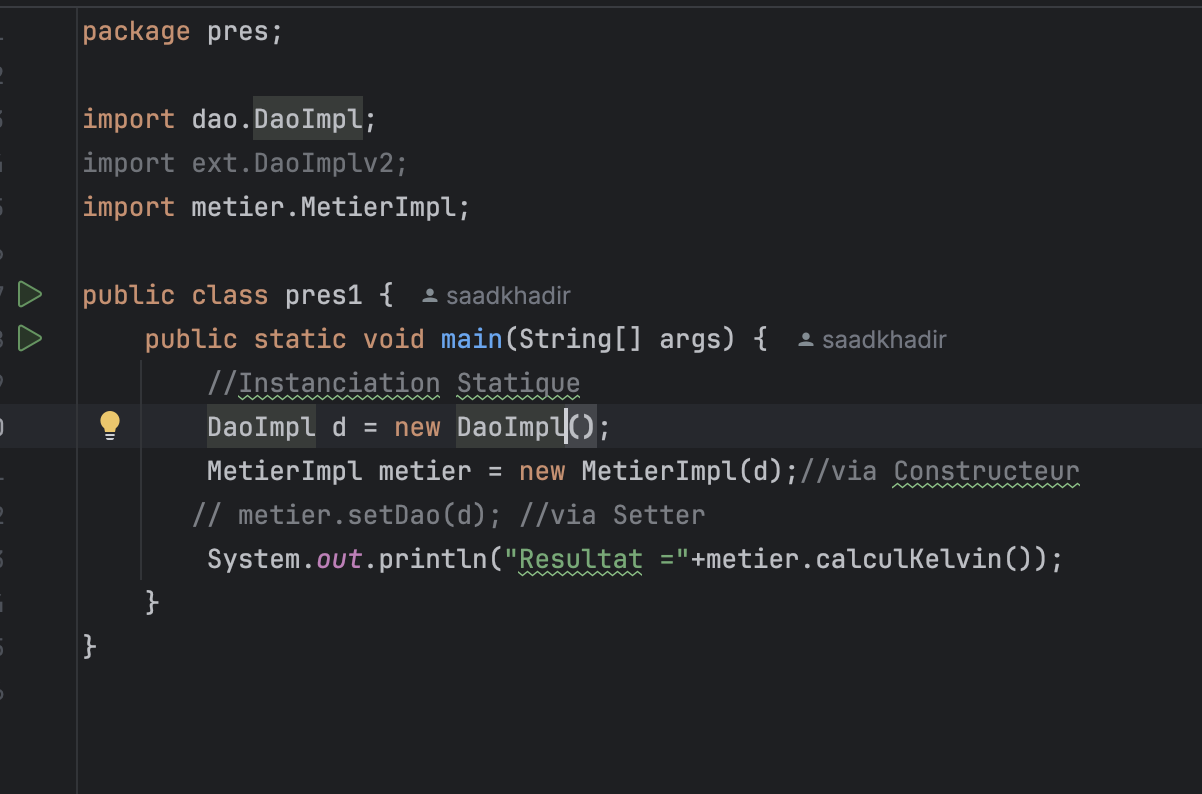 package pres;
import dao.DaoImpl;
import ext.DaoImplv2;
import metier.MetierImpl;
public class pres1 { saadkhadir
public static void main(String[] args) { saadkhadir
//Instanciation Statique
DaoImpl d = new DaoImpl();
MetierImpl metier = new MetierImpl(d);//via Constructeur
// metier.setDao(d); //via Setter
System.out.println("Resultat ="+metier.calculKelvin());
}
}